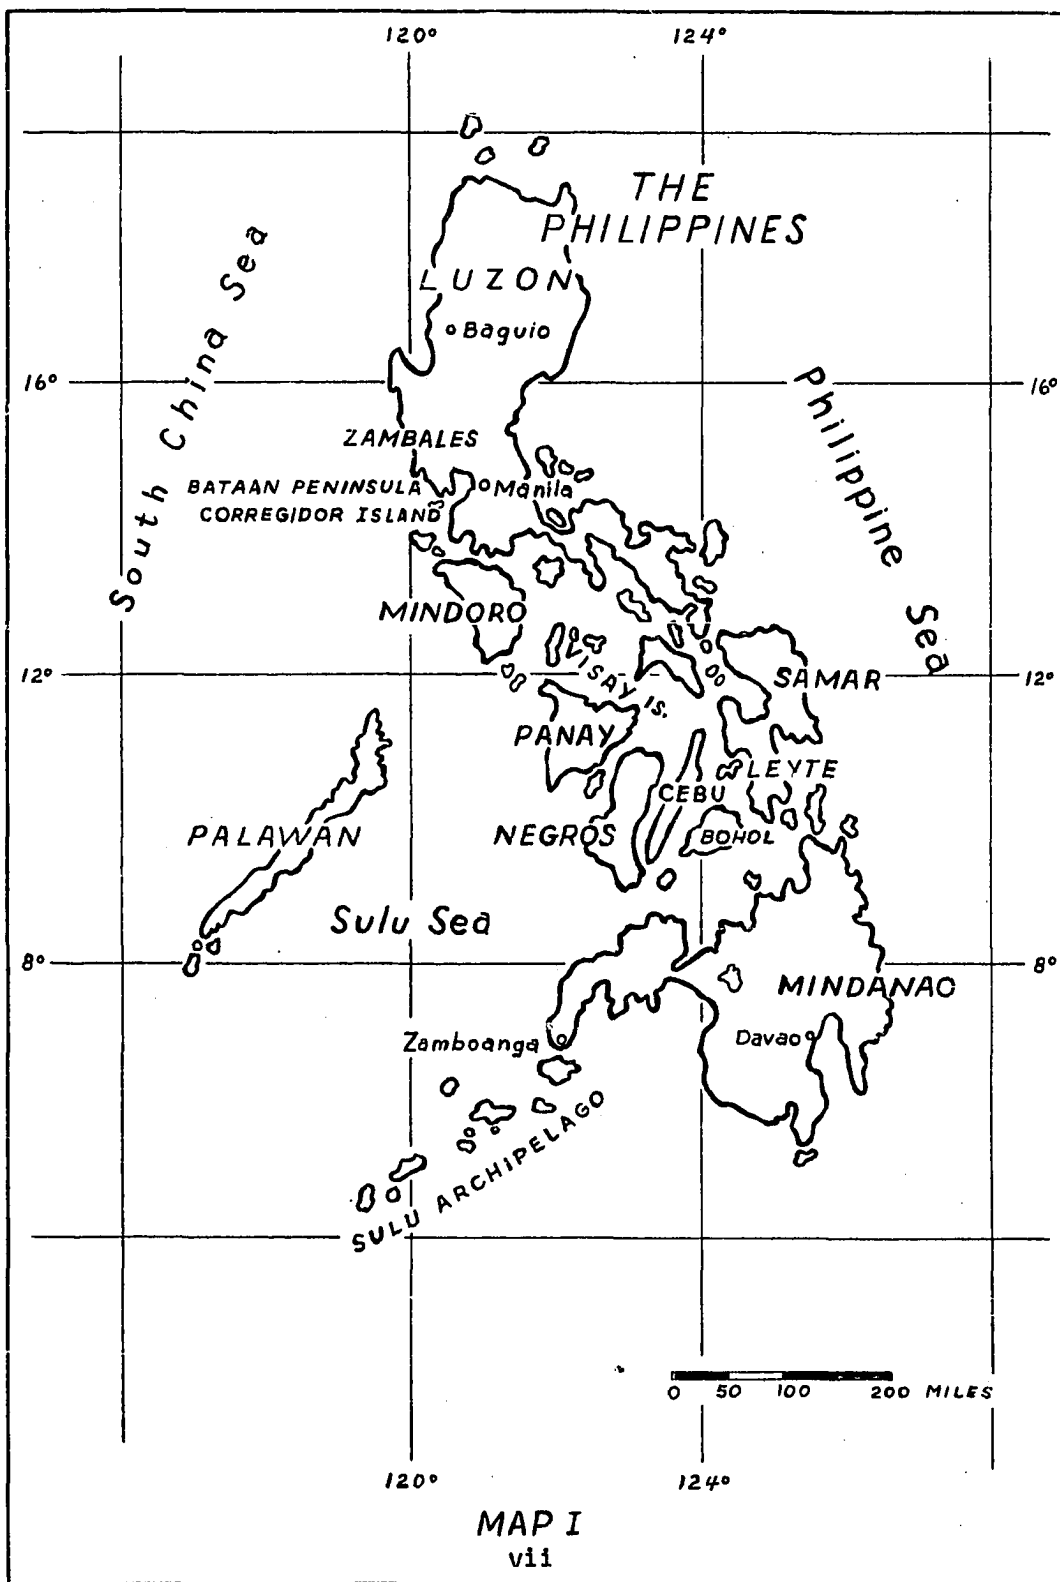 120° 124°
THE
PHILIPPINES
South China Sea
LUZON
Baguio
16° 16°
Philippine Sea
ZAMBALES
BATAAN PENINSULA
Manila
CORREGIDOR ISLAND
MINDORO
VISAY IS.
12° 12°
SAMAR
PANAY
LEYTE
CEBU
PALAWAN
NEGROS
BOHOL
Sulu Sea
8° 8°
MINDANAO
Zamboanga
Davao
SULU ARCHIPELAGO
0 50 100 200 MILES
120° 124°
MAP I
vii